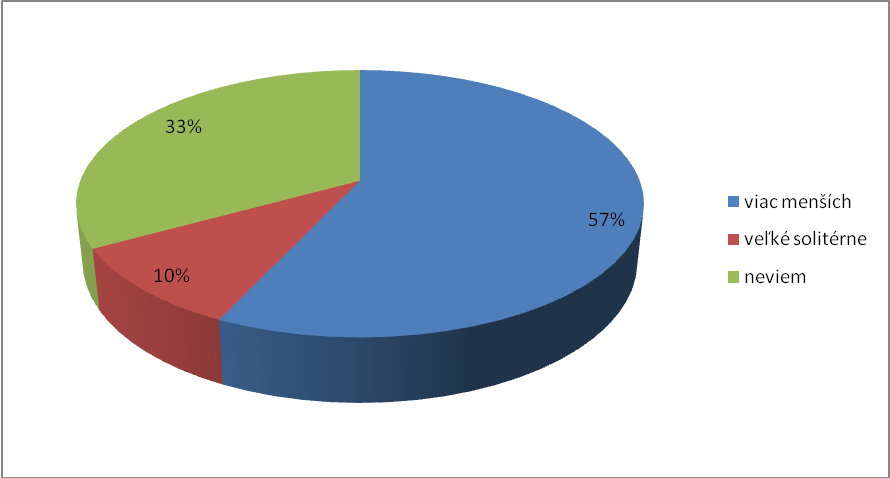 33%
57%
10%
viac menších
veľké solitérne
neviem